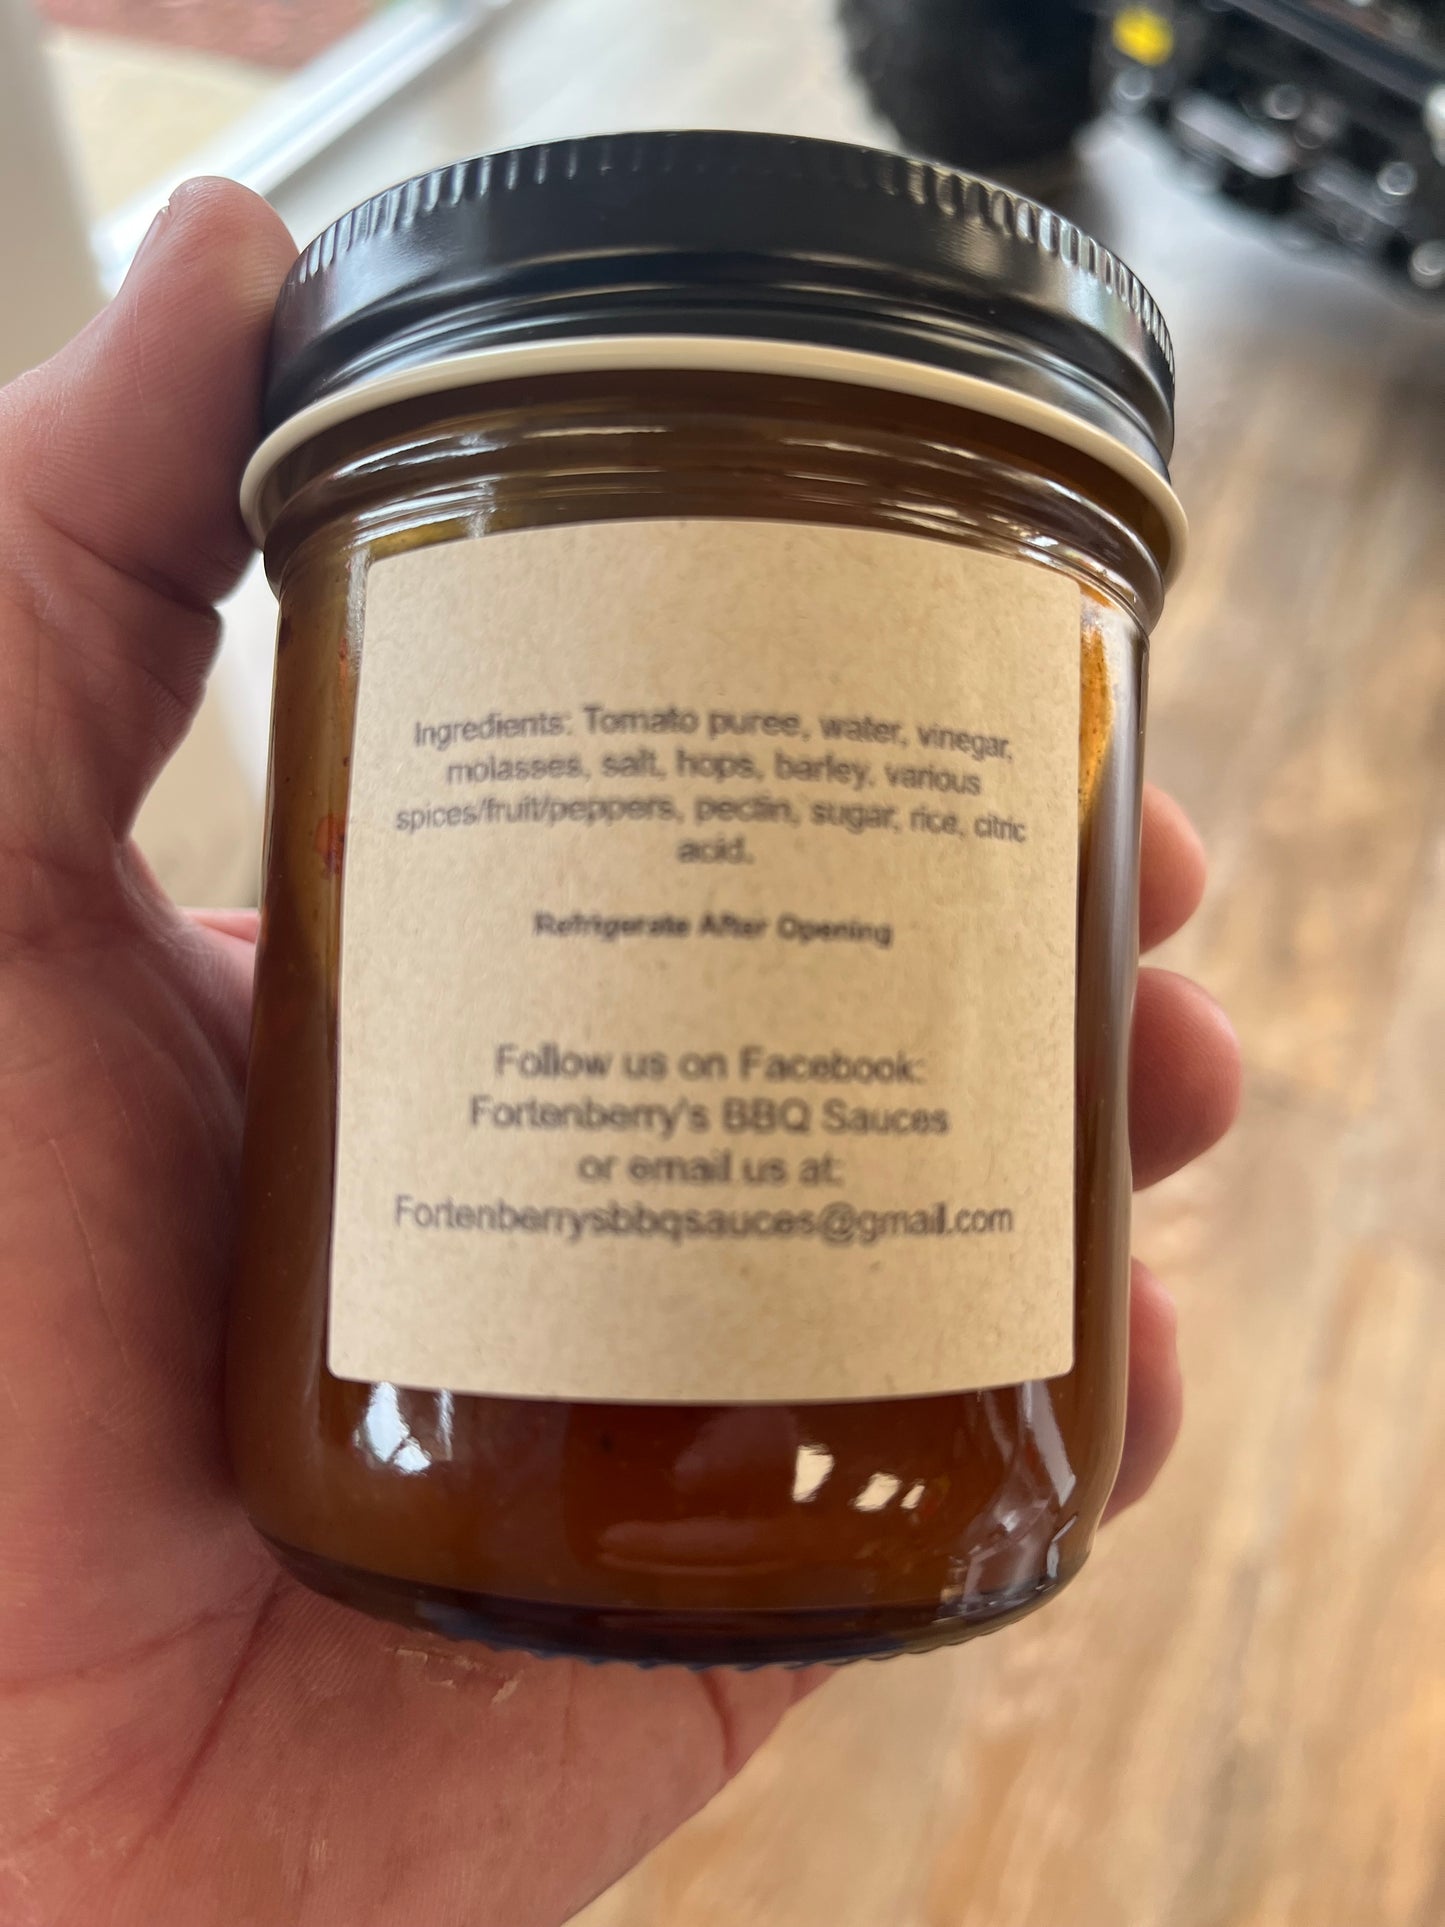 Ingredients: Tomato puree, water, vinegar,
molasses, salt, hops, barley, various
spices/fruit/peppers, pectin, sugar, rice, citric
acid.
Refrigerate After Opening
Follow us on Facebook:
Fortenberry's BBQ Sauces
or email us at:
Fortenberrysbbqsauces@gmail.com